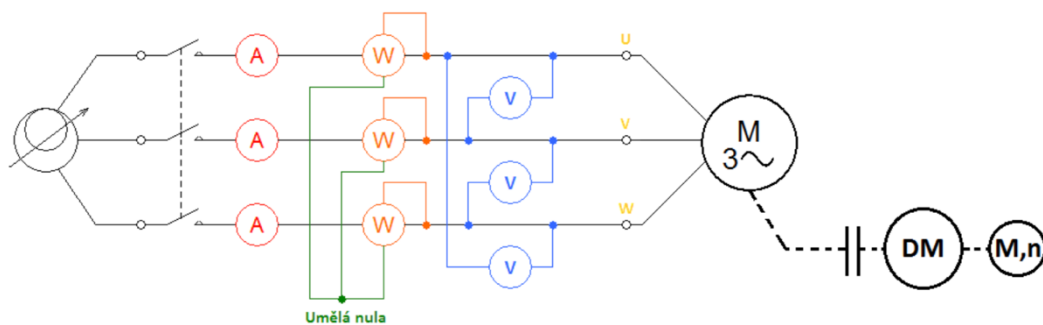 A W U
V
A W V M
3
V
A W W
V DM M,n
Umělá nula